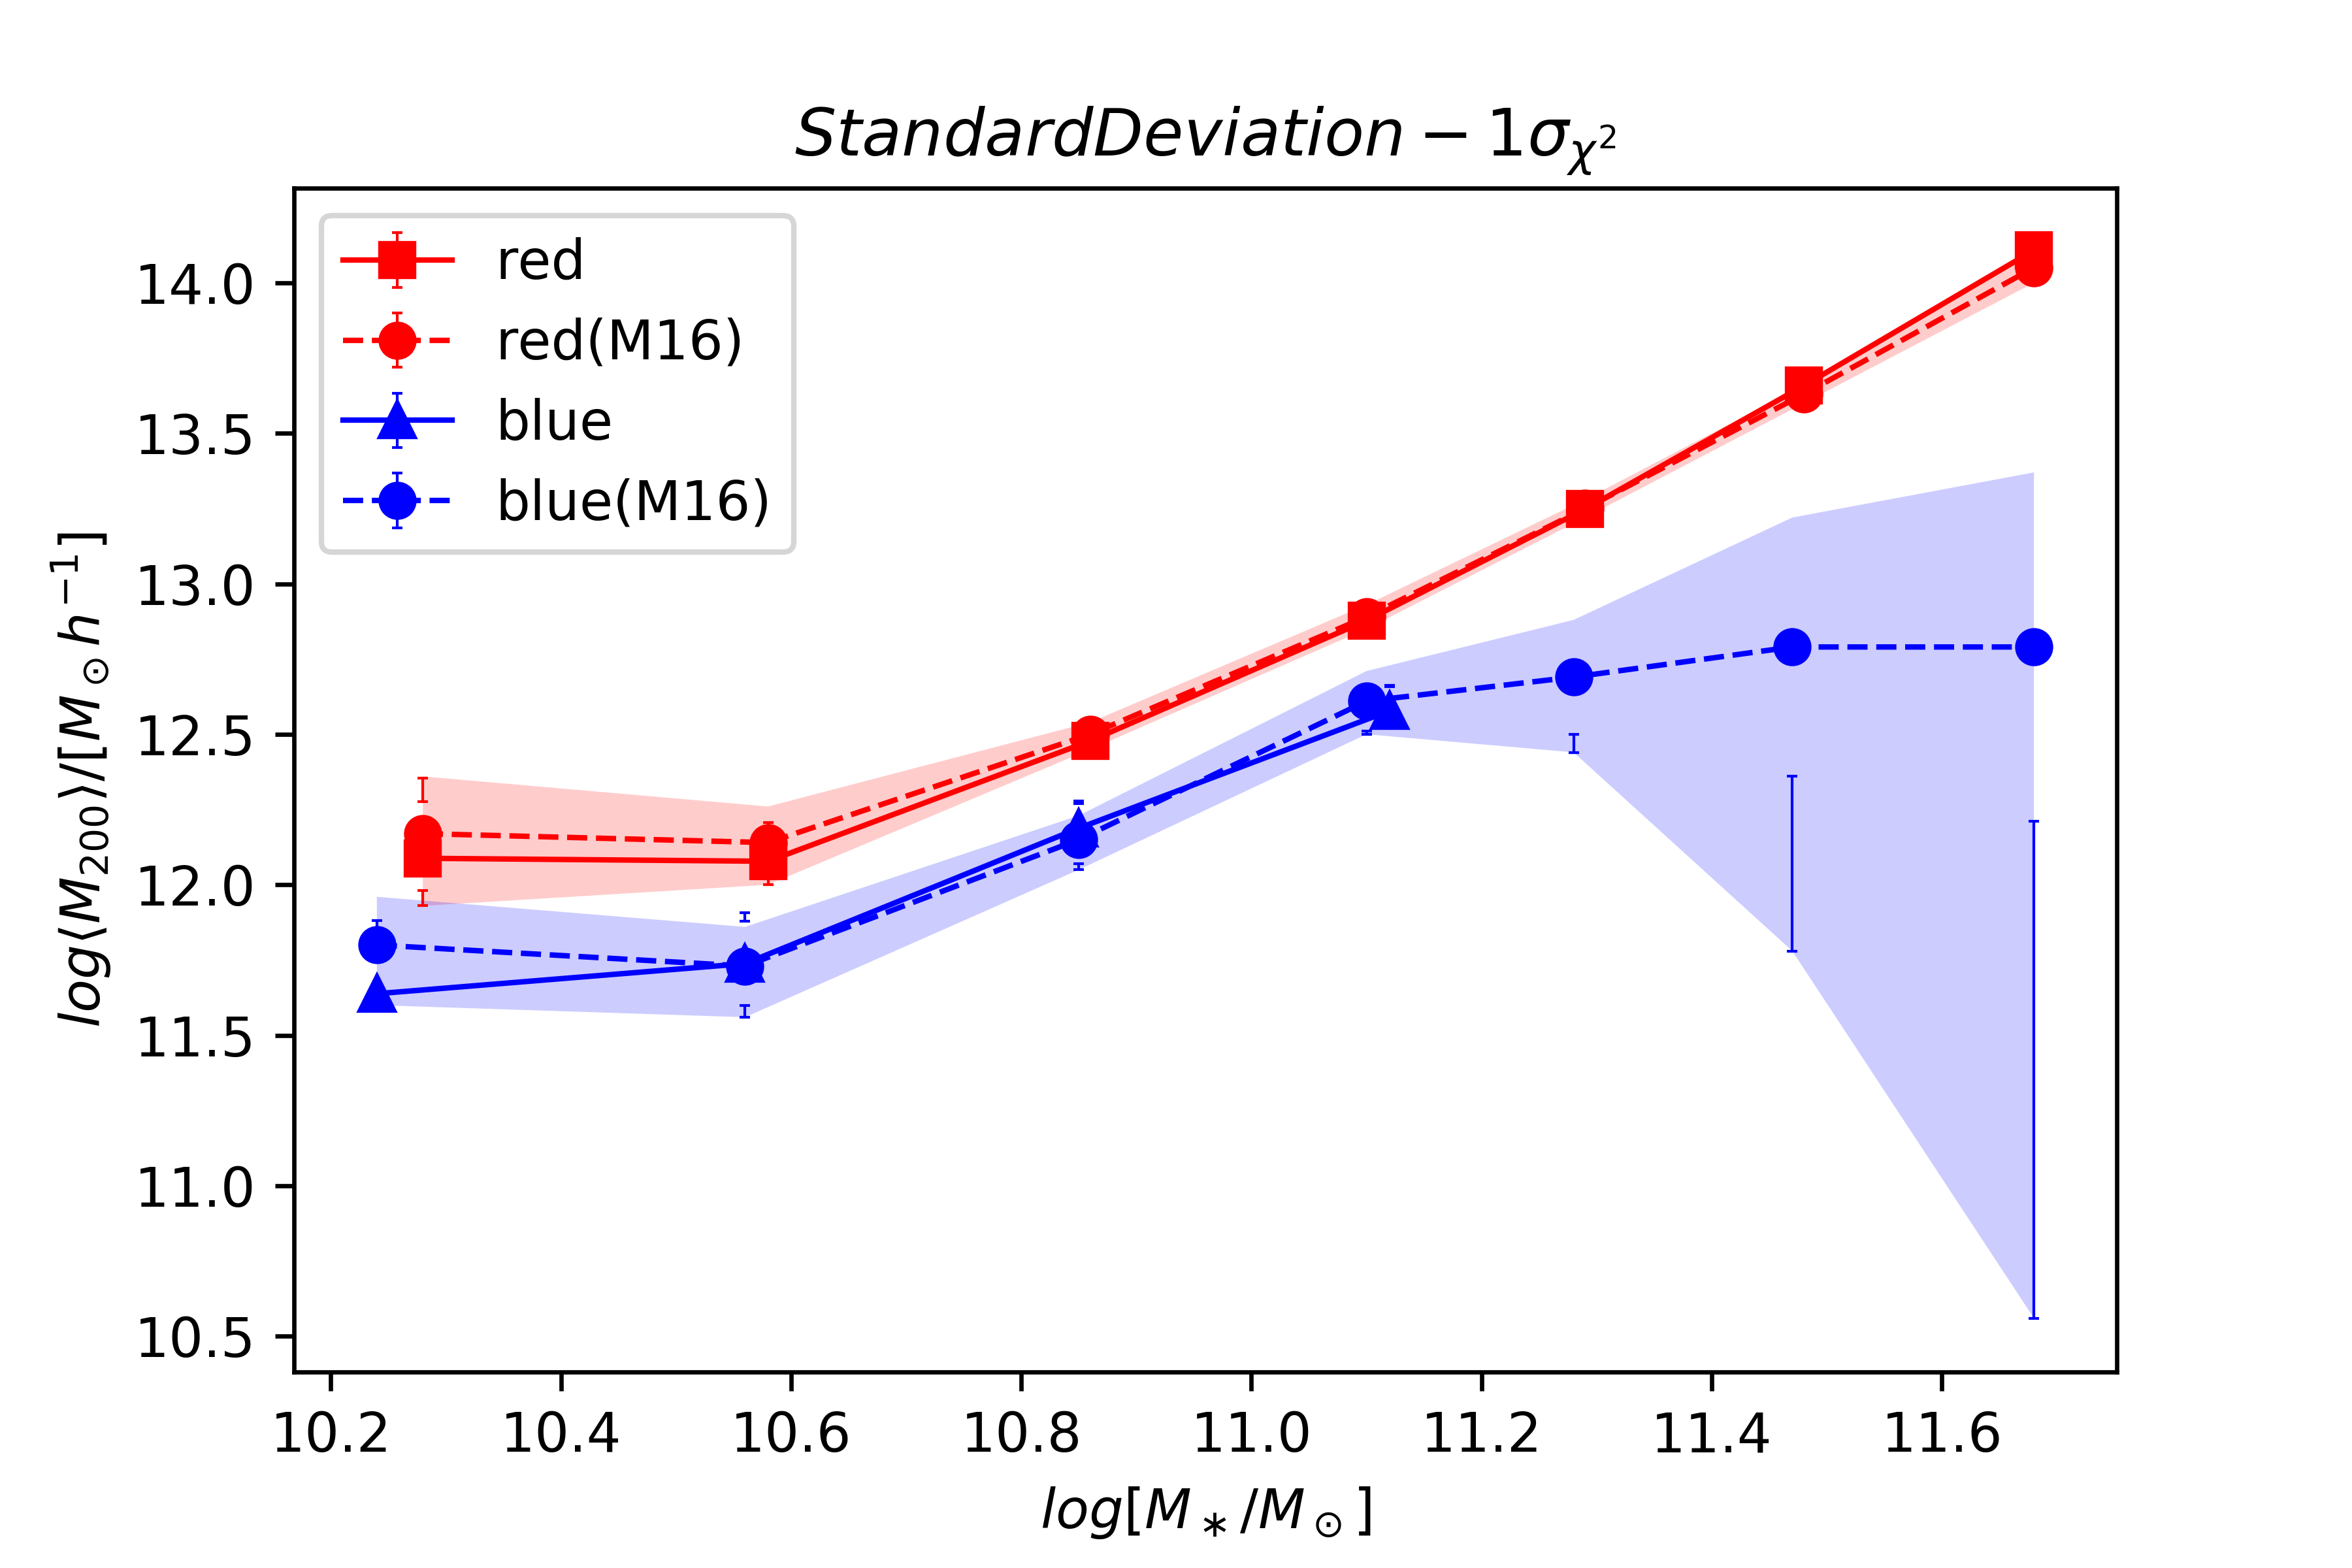 StandardDeviation − 1σ_χ²
red
red(M16)
blue
blue(M16)
log⟨M₂₀₀⟩/[M⊙h⁻¹]
14.0
13.5
13.0
12.5
12.0
11.5
11.0
10.5
10.2 10.4 10.6 10.8 11.0 11.2 11.4 11.6
log[M∗/M⊙]